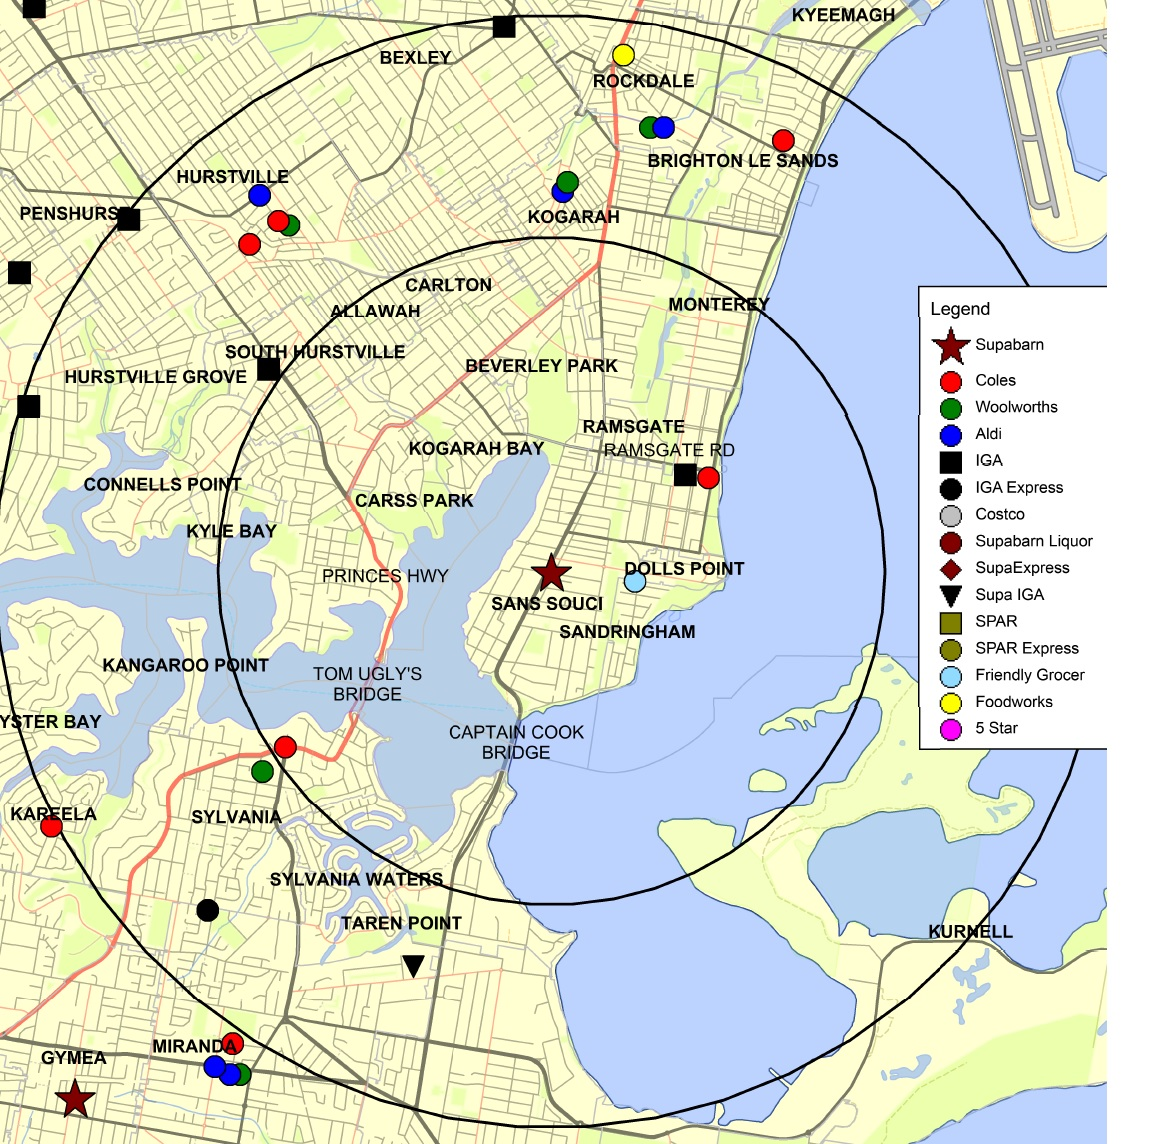 KYEEMAGH
BEXLEY
ROCKDALE
BRIGHTON LE SANDS
HURSTVILLE
PENSHURS
KOGARAH
CARLTON
ALLAWAH
MONTEREY
SOUTH HURSTVILLE
HURSTVILLE GROVE
BEVERLEY PARK
RAMSGATE
RAMSGATE RD
KOGARAH BAY
CONNELLS POINT
CARSS PARK
KYLE BAY
PRINCES HWY
DOLLS POINT
SANS SOUCI
SANDRINGHAM
KANGAROO POINT
TOM UGLY'S
BRIDGE
YSTER BAY
CAPTAIN COOK
BRIDGE
KAREELA
SYLVANIA
SYLVANIA WATERS
TAREN POINT
KURNELL
MIRANDA
GYMEA
Legend
Supabarn
Coles
Woolworths
Aldi
IGA
IGA Express
Costco
Supabarn Liquor
SupaExpress
Supa IGA
SPAR
SPAR Express
Friendly Grocer
Foodworks
5 Star